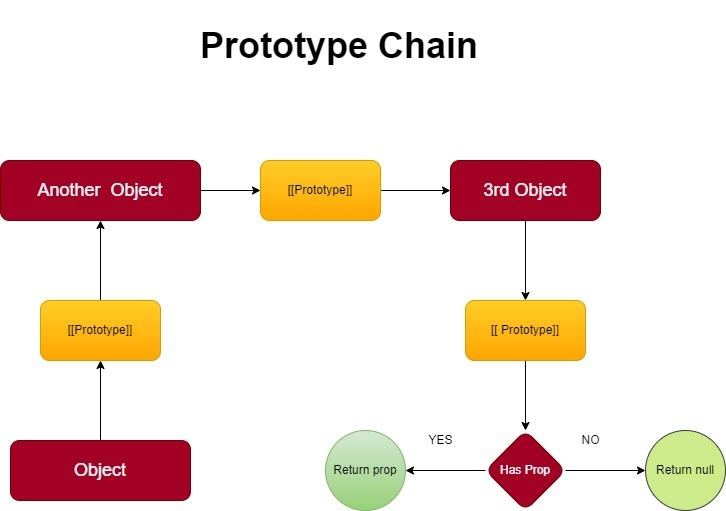 Prototype Chain
Another  Object
[[Prototype]]
3rd Object
[[Prototype]]
[[ Prototype]]
Object
YES
NO
Return prop
Has Prop
Return null